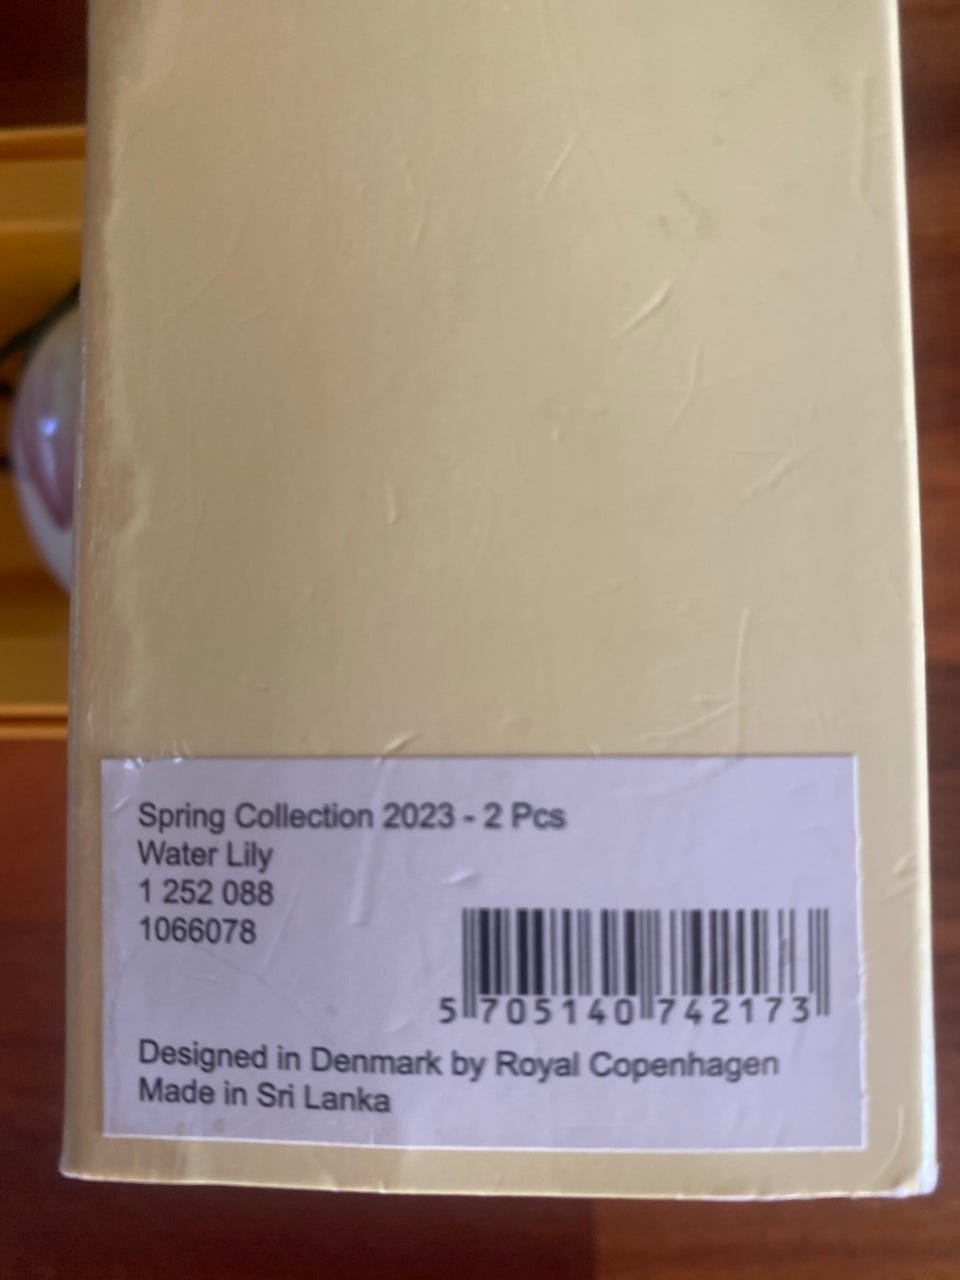 Spring Collection 2023 - 2 Pcs
Water Lily
1 252 088
1066078
5 705140 742173
Designed in Denmark by Royal Copenhagen
Made in Sri Lanka